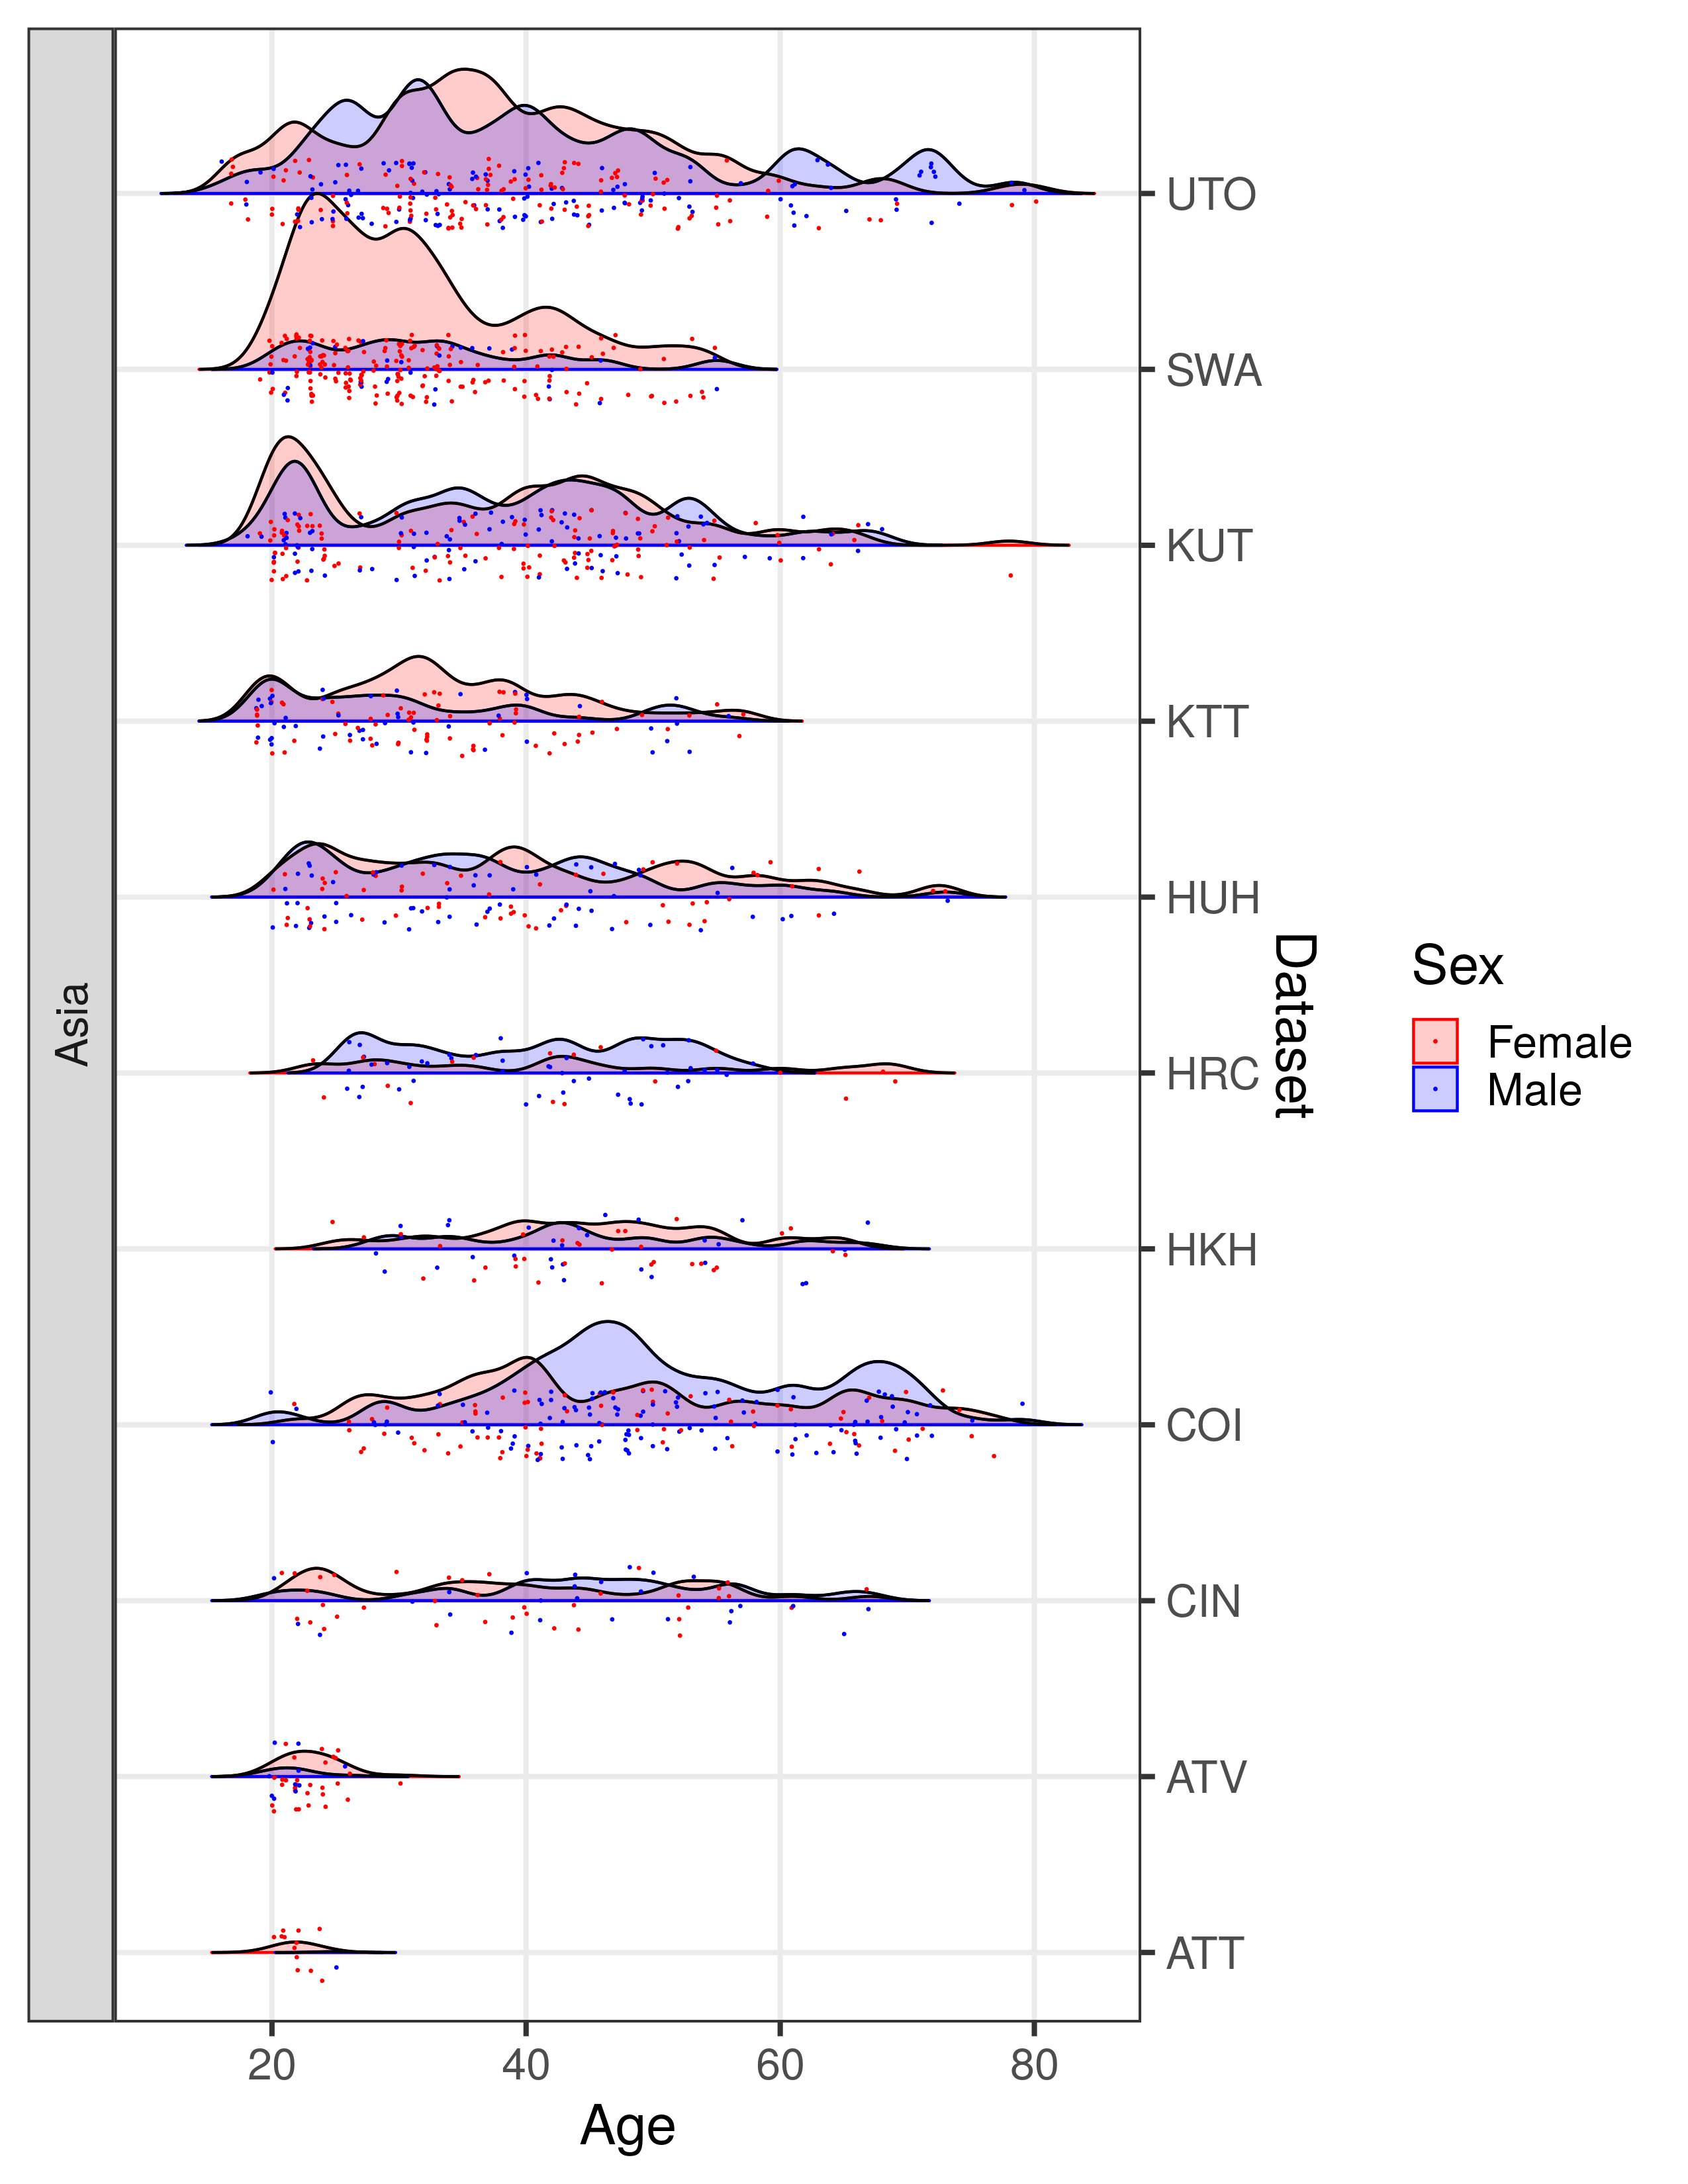 Asia
UTO
SWA
KUT
KTT
HUH
HRC
HKH
COI
CIN
ATV
ATT
Dataset
20 40 60 80
Age
Sex
Female
Male